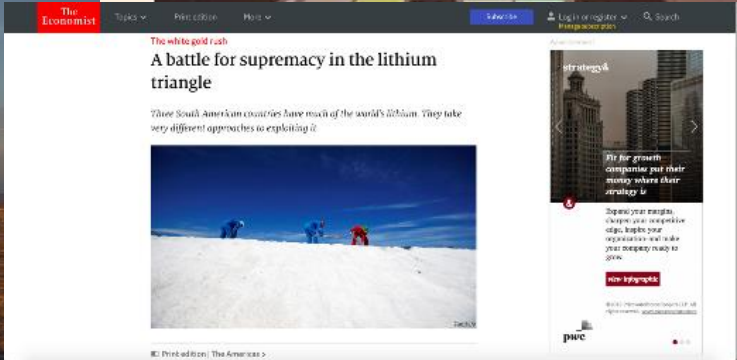 The
Economist
Topics
Print edition
More
Subscribe
Log in or register
Manage subscription
Search
The white gold rush
A battle for supremacy in the lithium
triangle
Three South American countries have much of the world's lithium. They take
very different approaches to exploiting it
Print edition | The Americas >
strategy&
Fit for growth
companies put their
money where their
strategy is
&
Expand your margins,
sharpen your competitive
edge, inspire your
organization–and make
your company ready to
grow.
view infographic
pwc